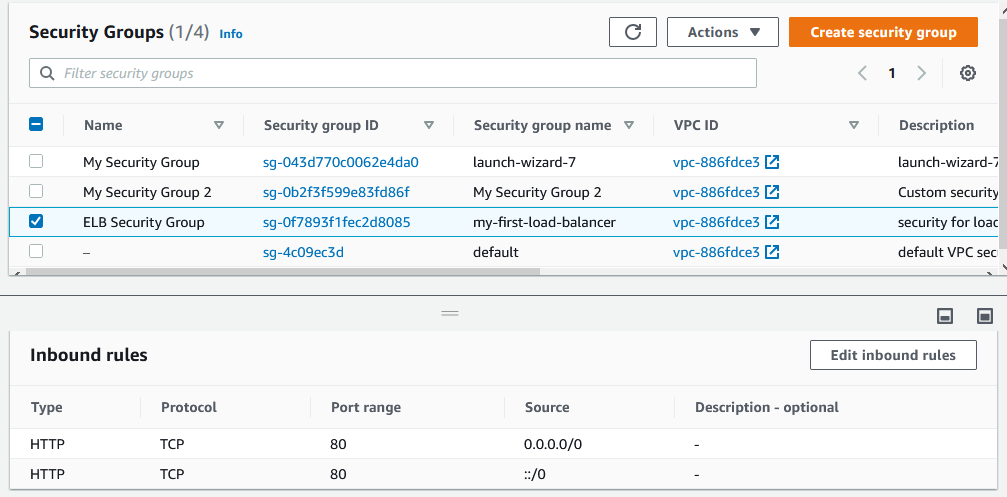 Security Groups (1/4) Info Actions Create security group
Filter security groups 1
Name Security group ID Security group name VPC ID Description
My Security Group sg-043d770c0062e4da0 launch-wizard-7 vpc-886fdce3 launch-wizard-7
My Security Group 2 sg-0b2f3f599e83fd86f My Security Group 2 vpc-886fdce3 Custom security
ELB Security Group sg-0f7893f1fec2d8085 my-first-load-balancer vpc-886fdce3 security for load
– sg-4c09ec3d default vpc-886fdce3 default VPC sec
Inbound rules Edit inbound rules
Type Protocol Port range Source Description - optional
HTTP TCP 80 0.0.0.0/0 -
HTTP TCP 80 ::/0 -